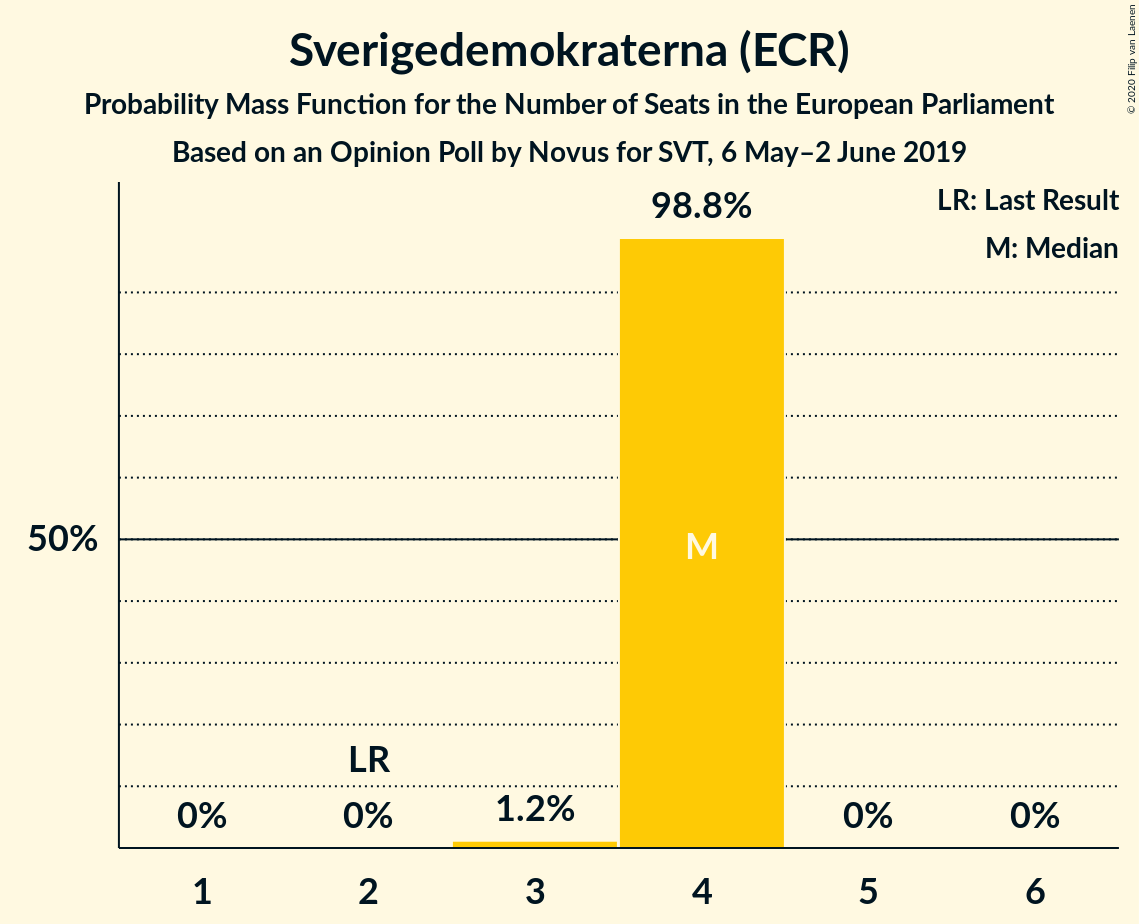 Sverigedemokraterna (ECR)
Probability Mass Function for the Number of Seats in the European Parliament
Based on an Opinion Poll by Novus for SVT, 6 May–2 June 2019
© 2020 Filip van Laenen
LR: Last Result
M: Median
98.8%
50%
M
LR
0%
0%
1.2%
0%
0%
1
2
3
4
5
6